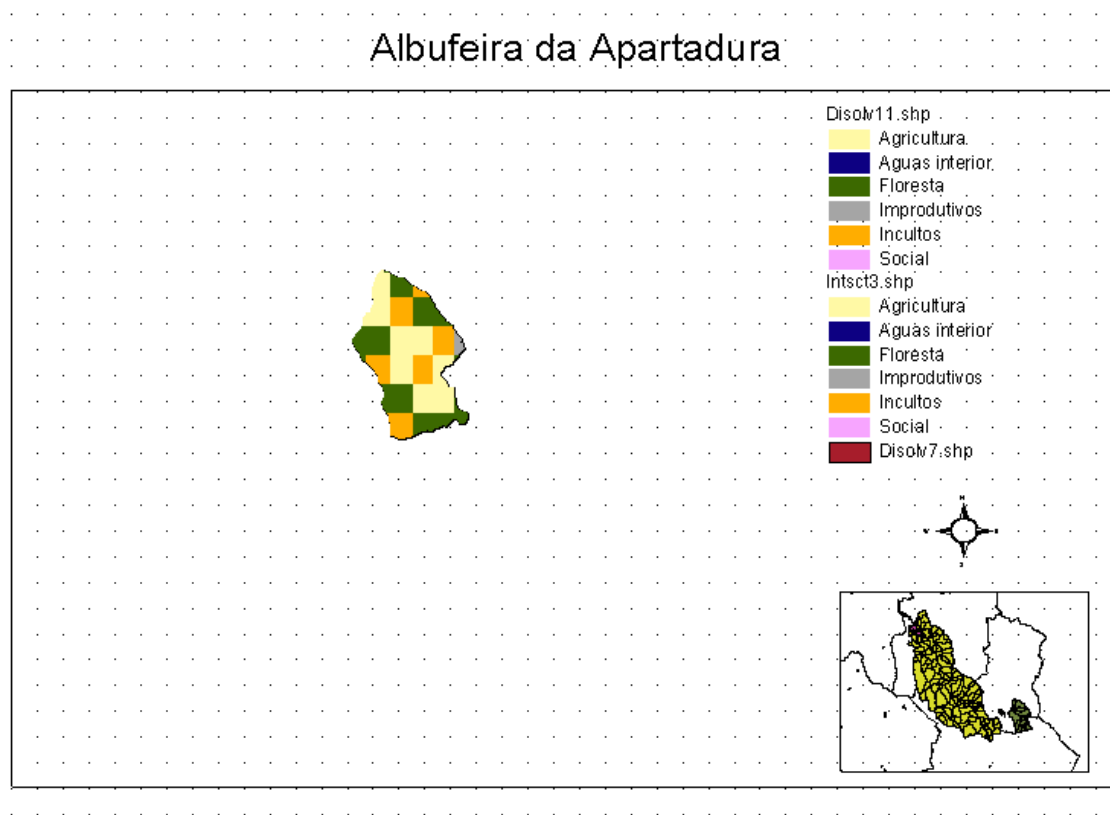 Albufeira da Apartadura
Disolv11.shp
Agricultura
Aguas interior
Floresta
Improdutivos
Incultos
Social
Intsct3.shp
Agricultura
Aguas interior
Floresta
Improdutivos
Incultos
Social
Disolv7.shp
N
S